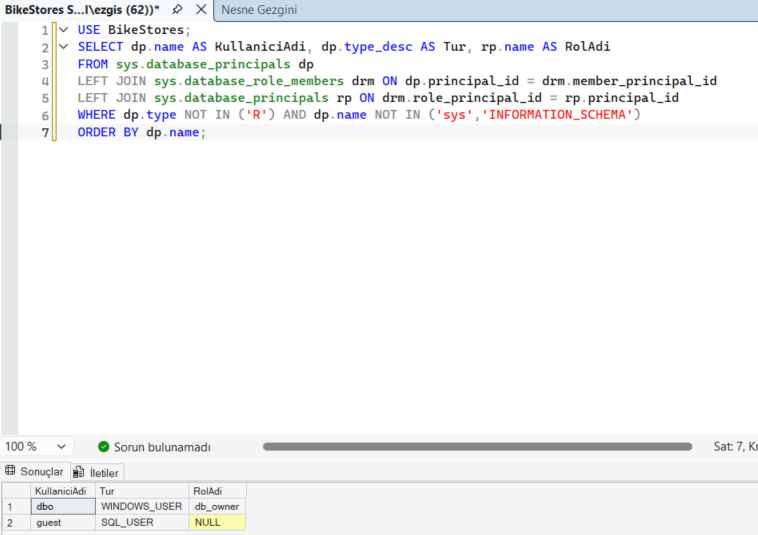 BikeStores S...l\ezgis (62))*
Nesne Gezgini
1 USE BikeStores;
2 SELECT dp.name AS KullaniciAdi, dp.type_desc AS Tur, rp.name AS RolAdi
3 FROM sys.database_principals dp
4 LEFT JOIN sys.database_role_members drm ON dp.principal_id = drm.member_principal_id
5 LEFT JOIN sys.database_principals rp ON drm.role_principal_id = rp.principal_id
6 WHERE dp.type NOT IN ('R') AND dp.name NOT IN ('sys','INFORMATION_SCHEMA')
7 ORDER BY dp.name;
100 % Sorun bulunamadı Sat: 7, Kr
Sonuçlar İletiler
KullaniciAdi Tur RolAdi
1 dbo WINDOWS_USER db_owner
2 guest SQL_USER NULL